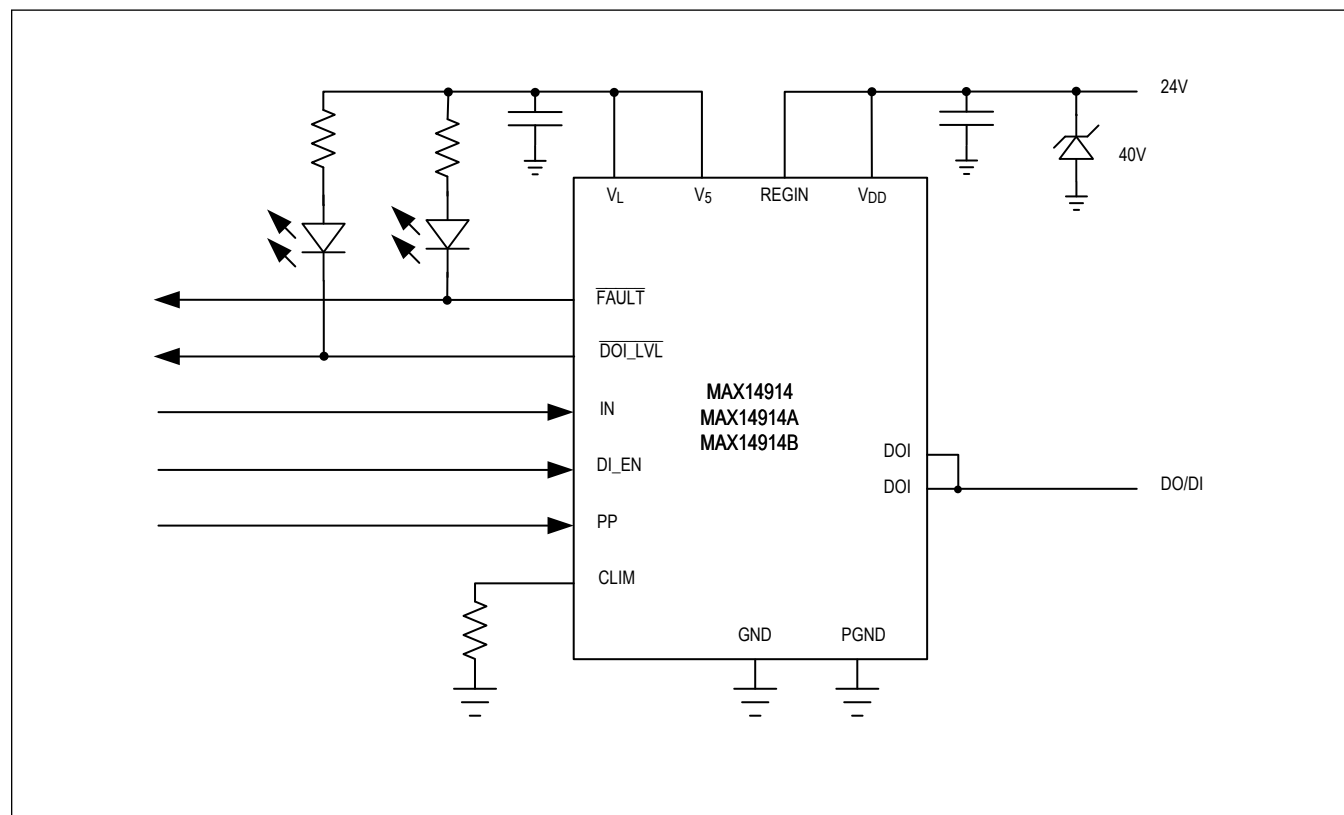 24V
40V
VL V5 REGIN VDD
FAULT
DOI_LVL
IN
DI_EN
PP
CLIM
MAX14914
MAX14914A
MAX14914B
DOI
DOI
DO/DI
GND PGND